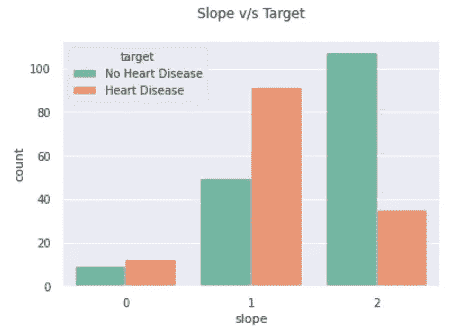 Slope v/s Target
target
No Heart Disease
Heart Disease
100
80
60
40
20
0
count
0 1 2
slope